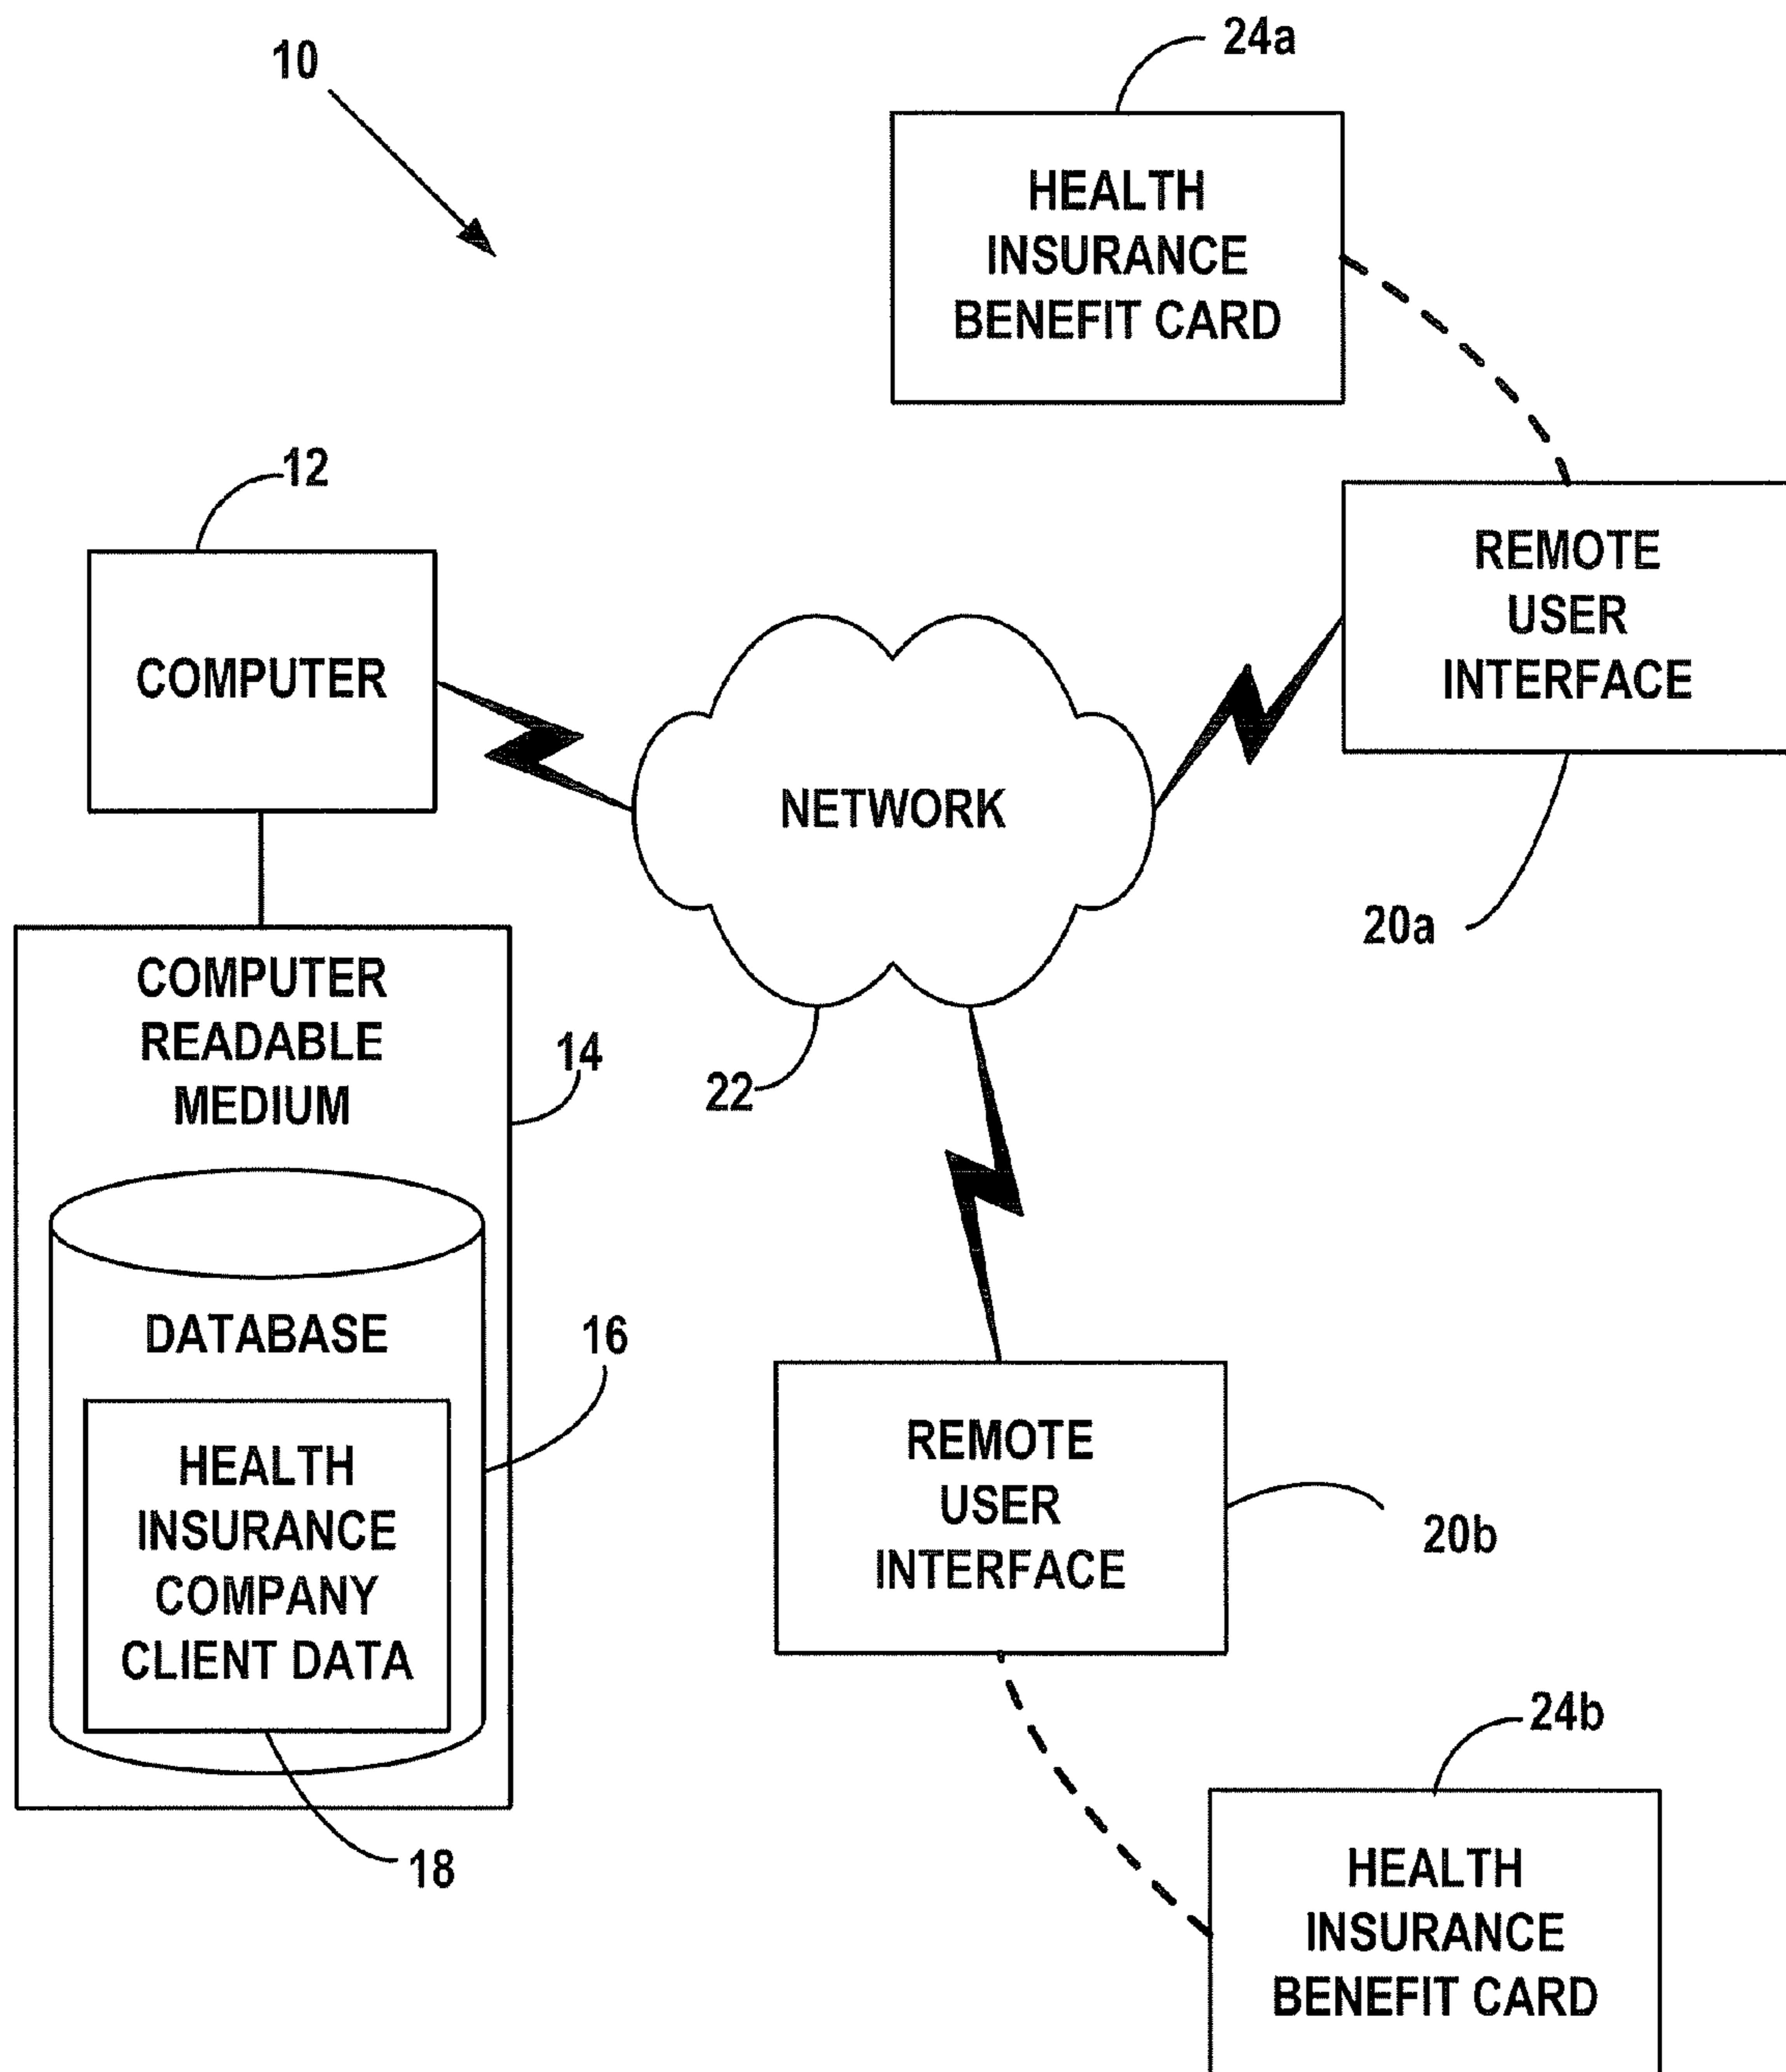 10
24a
HEALTH
INSURANCE
BENEFIT CARD
12
COMPUTER
REMOTE
USER
INTERFACE
NETWORK
20a
COMPUTER
READABLE
MEDIUM
14
22
DATABASE
16
HEALTH
INSURANCE
COMPANY
CLIENT DATA
18
REMOTE
USER
INTERFACE
20b
24b
HEALTH
INSURANCE
BENEFIT CARD